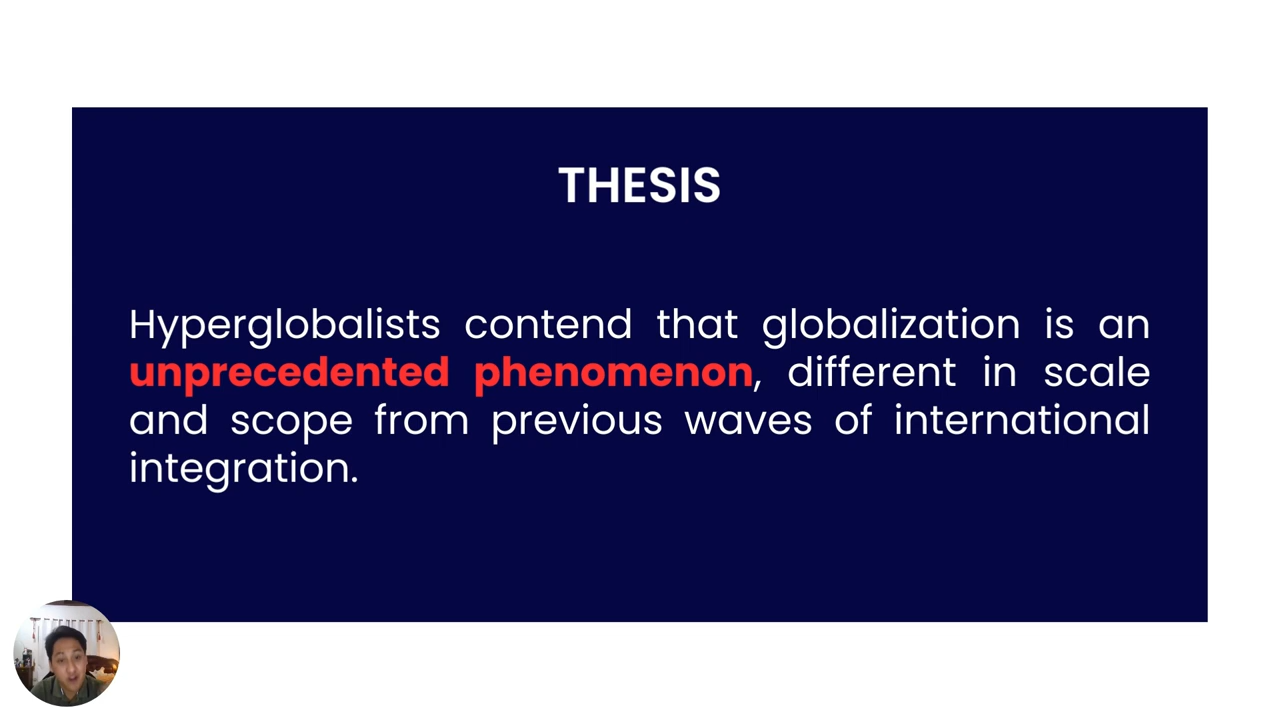 THESIS
Hyperglobalists contend that globalization is an
unprecedented phenomenon, different in scale
and scope from previous waves of international
integration.